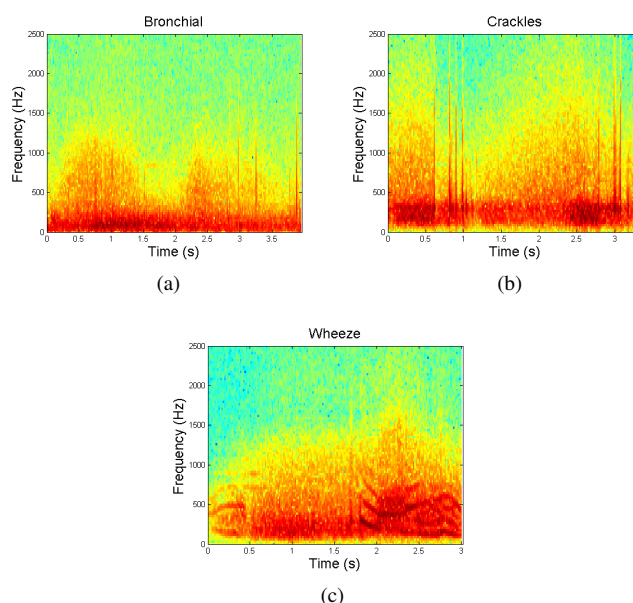 Bronchial
2500
2000
1500
1000
500
0
Frequency (Hz)
0 0.5 1 1.5 2 2.5 3 3.5
Time (s)
(a)
Crackles
2500
2000
1500
1000
500
0
Frequency (Hz)
0 0.5 1 1.5 2 2.5 3
Time (s)
(b)
Wheeze
2500
2000
1500
1000
500
0
Frequency (Hz)
0 0.5 1 1.5 2 2.5 3
Time (s)
(c)